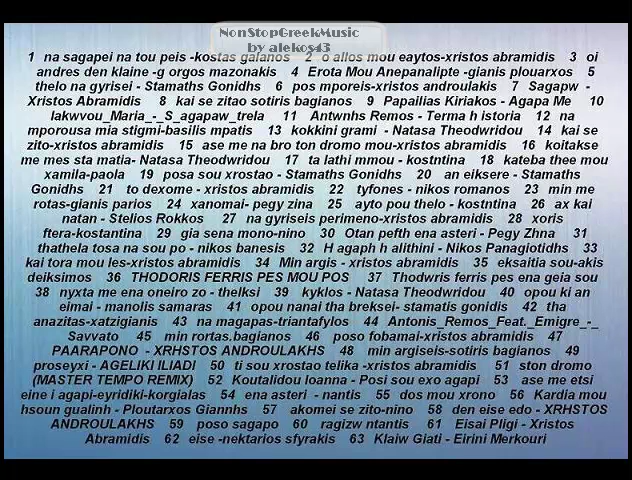 NonStopGreekMusic
by alekos43
1 na sagapei na tou peis -kostas galanos 2 o allos mou eaytos-xristos abramidis 3 oi
andres den klaine -g orgos mazonakis 4 Erota Mou Anepanalipte -gianis plouarxos 5
thelo na gyrisei - Stamaths Gonidhs 6 pos mporeis-xristos androulakis 7 Sagapw -
Xristos Abramidis 8 kai se zitao sotiris bagianos 9 Papailias Kiriakos - Agapa Me 10
Iakwvou_Maria_-_S_agapaw_trela 11 Antwnhs Remos - Terma h istoria 12 na
mporousa mia stigmi-basilis mpatis 13 kokkini grami - Natasa Theodwridou 14 kai se
zito-xristos abramidis 15 ase me na bro ton dromo mou-xristos abramidis 16 koitakse
me mes sta matia- Natasa Theodwridou 17 ta lathi mmou - kostntina 18 kateba thee mou
xamila-paola 19 posa sou xrostao - Stamaths Gonidhs 20 an eiksere - Stamaths
Gonidhs 21 to dexome - xristos abramidis 22 tyfones - nikos romanos 23 min me
rotas-gianis parios 24 xanomai- pegy zina 25 ayto pou thelo - kostntina 26 ax kai
natan - Stelios Rokkos 27 na gyriseis perimeno-xristos abramidis 28 xoris
ftera-kostantina 29 gia sena mono-nino 30 Otan pefth ena asteri - Pegy Zhna 31
thathela tosa na sou po - nikos banesis 32 H agaph h alithini - Nikos Panagiotidhs 33
kai tora mou les-xristos abramidis 34 Min argis - xristos abramidis 35 eksaitia sou-akis
deiksimos 36 THODORIS FERRIS PES MOU POS 37 Thodwris ferris pes ena geia sou
38 nyxta me ena oneiro zo - thelksi 39 kyklos - Natasa Theodwridou 40 opou ki an
eimai - manolis samaras 41 opou nanai tha breksei- stamatis gonidis 42 tha
anazitas-xatzigianis 43 na magapas-triantafylos 44 Antonis_Remos_Feat._Emigre_-_
Savvato 45 min rortas.bagianos 46 poso fobamai-xristos abramidis 47
PAARAPONO - XRHSTOS ANDROULAKHS 48 min argiseis-sotiris bagianos 49
proseyxi - AGELIKI ILIADI 50 ti sou xrostao telika -xristos abramidis 51 ston dromo
(MASTER TEMPO REMIX) 52 Koutalidou Ioanna - Posi sou exo agapi 53 ase me etsi
eine i agapi-eyridiki-korgialas 54 ena asteri - nantis 55 dos mou xrono 56 Kardia mou
hsoun gualinh - Ploutarxos Giannhs 57 akomei se zito-nino 58 den eise edo - XRHSTOS
ANDROULAKHS 59 poso sagapo 60 ragizw ntantis 61 Eisai Pligi - Xristos
Abramidis 62 eise -nektarios sfyrakis 63 Klaiw Giati - Eirini Merkouri